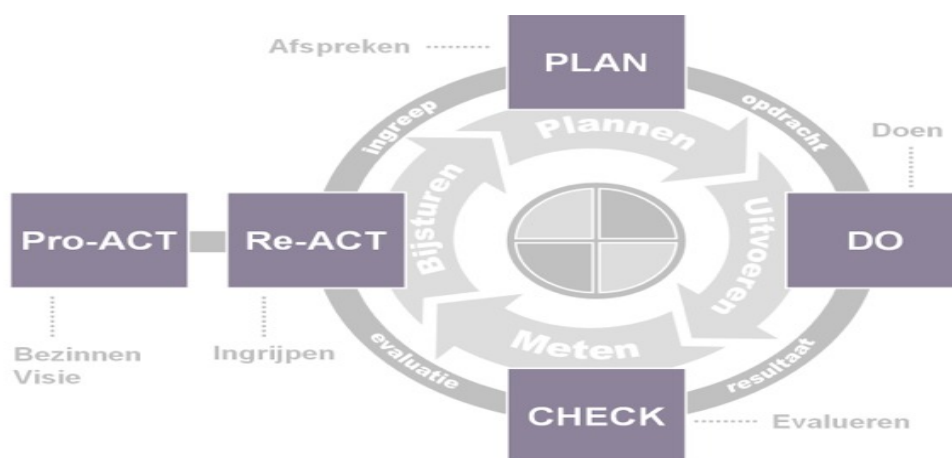 Afspreken
PLAN
ingreep
Plannen
opdracht
Doen
Bijsturen
Uitvoeren
Pro-ACT
Re-ACT
DO
Bezinnen
Visie
Ingrijpen
evaluatie
Meten
resultaat
CHECK
Evalueren